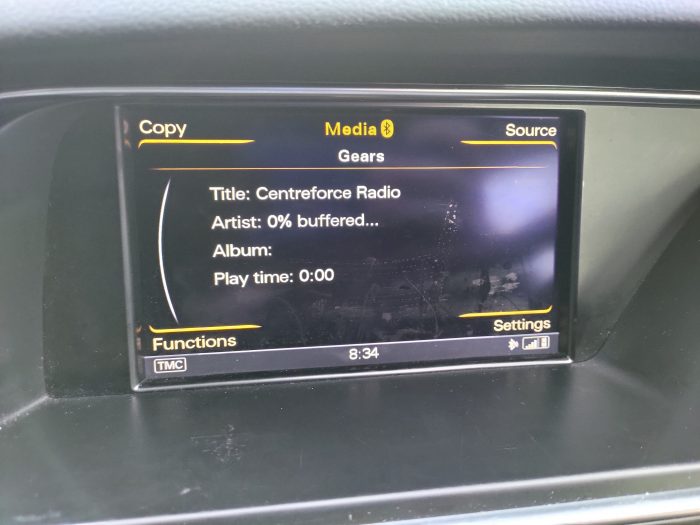 Copy Media Source
Gears
Title: Centreforce Radio
Artist: 0% buffered...
Album:
Play time: 0:00
Functions Settings
TMC 8:34